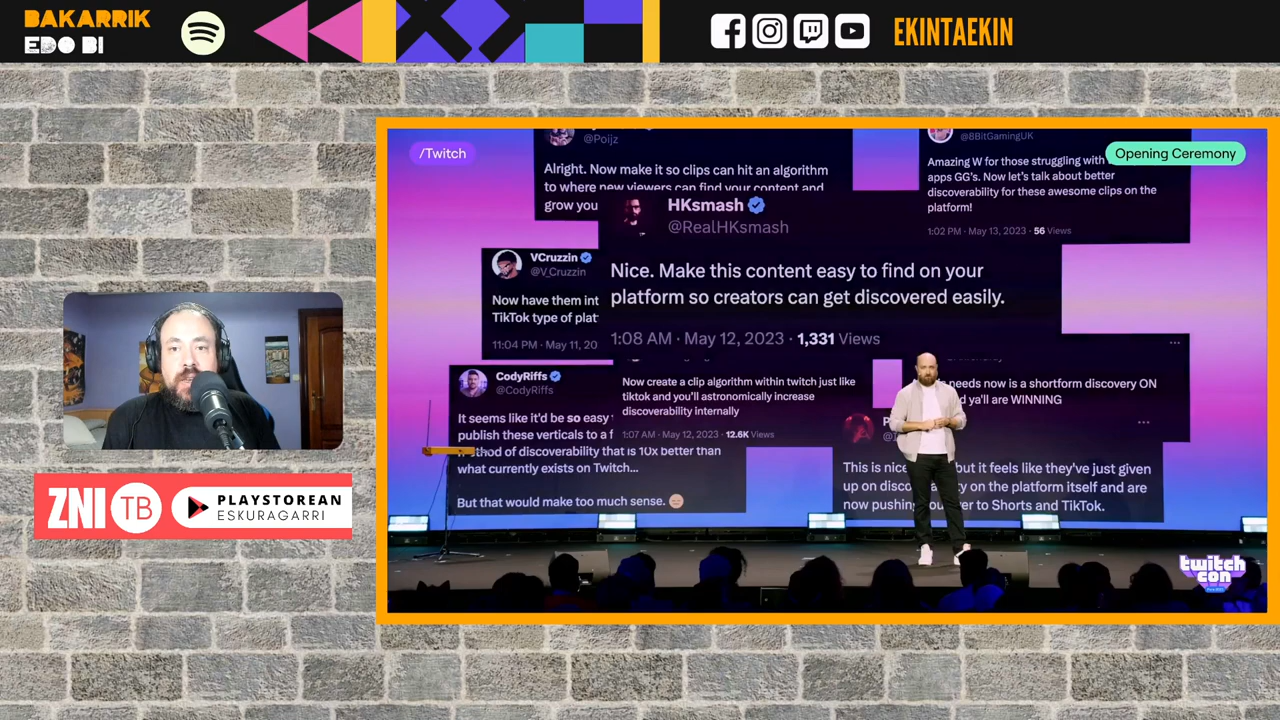 BAKARRIK
EDO BI
EKINTAEKIN
/Twitch
Opening Ceremony
@Poijz
Alright. Now make it so clips can hit an algorithm
to where new viewers can find your content and
grow you
@8BitGamingUK
Amazing W for those struggling with
apps GG's. Now let's talk about better
discoverability for these awesome clips on the
platform!
1:02 PM · May 13, 2023 · 56 Views
HKsmash
@RealHKsmash
Nice. Make this content easy to find on your
platform so creators can get discovered easily.
1:08 AM · May 12, 2023 · 1,331 Views
VCruzzin
@V_Cruzzin
Now have them int
TikTok type of plat
11:04 PM · May 11, 20
CodyRiffs
@CodyRiffs
It seems like it'd be so easy
publish these verticals to a f
method of discoverability that is 10x better than
what currently exists on Twitch...
But that would make too much sense.
Now create a clip algorithm within twitch just like
tiktok and you'll astronomically increase
discoverability internally
1:07 AM · May 12, 2023 · 12.6K Views
needs now is a shortform discovery ON
d ya'll are WINNING
This is nice but it feels like they've just given
up on disco ity on the platform itself and are
now pushing over to Shorts and TikTok.
twitch
con
ZNI TB
PLAYSTOREAN
ESKURAGARRI